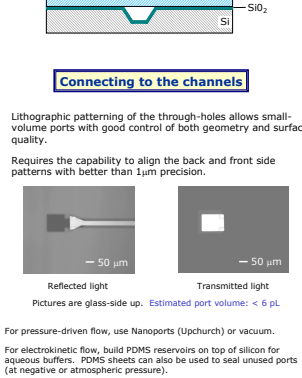 SiO₂
Si
Connecting to the channels
Lithographic patterning of the through-holes allows small-
volume ports with good control of both geometry and surfac
quality.
Requires the capability to align the back and front side
patterns with better than 1μm precision.
50 μm
50 μm
Reflected light
Transmitted light
Pictures are glass-side up. Estimated port volume: < 6 pL
For pressure-driven flow, use Nanoports (Upchurch) or vacuum.
For electrokinetic flow, build PDMS reservoirs on top of silicon for
aqueous buffers. PDMS sheets can also be used to seal unused ports
(at negative or atmospheric pressure).